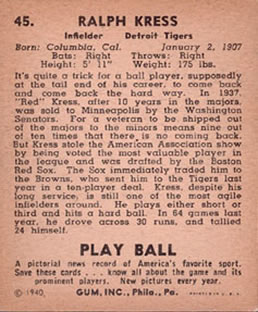 45. RALPH KRESS
Infielder Detroit Tigers
Born: Columbia, Cal. January 2, 1907
Bats: Right Throws: Right
Height: 5' 11" Weight: 175 lbs.
It's quite a trick for a ball player, supposedly
at the tail end of his career, to come back
and come back the hard way. In 1937,
"Red" Kress, after 10 years in the majors,
was sold to Minneapolis by the Washington
Senators. For a veteran to be shipped out
of the majors to the minors means nine out
of ten times that there is no coming back.
But Kress stole the American Association show
by being voted the most valuable player in
the league and was drafted by the Boston
Red Sox. The Sox immediately traded him to
the Browns, who sent him to the Tigers last
year in a ten-player deal. Kress, despite his
long service, is still one of the most agile
infielders around. He plays either short or
third and hits a hard ball. In 64 games last
year, he drove across 30 runs, and tallied
24 himself.
PLAY BALL
A pictorial news record of America's favorite sport.
Save these cards . . . know all about the game and its
prominent players. New pictures every year.
©1940 GUM, INC., Phila., Pa. PRINTED IN U. S. A.